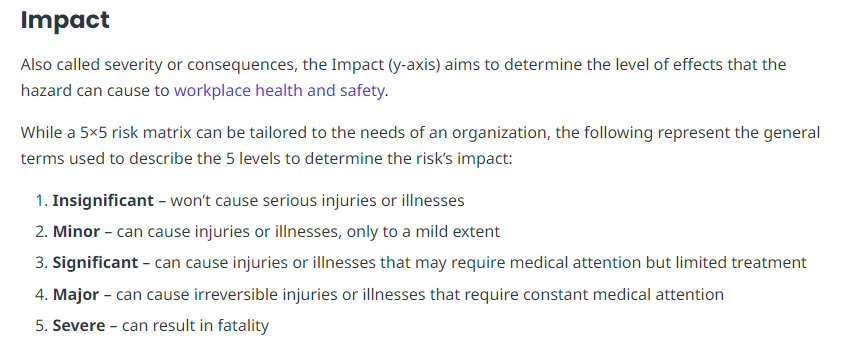 Impact
Also called severity or consequences, the Impact (y-axis) aims to determine the level of effects that the
hazard can cause to workplace health and safety.
While a 5×5 risk matrix can be tailored to the needs of an organization, the following represent the general
terms used to describe the 5 levels to determine the risk’s impact:
1. Insignificant – won’t cause serious injuries or illnesses
2. Minor – can cause injuries or illnesses, only to a mild extent
3. Significant – can cause injuries or illnesses that may require medical attention but limited treatment
4. Major – can cause irreversible injuries or illnesses that require constant medical attention
5. Severe – can result in fatality